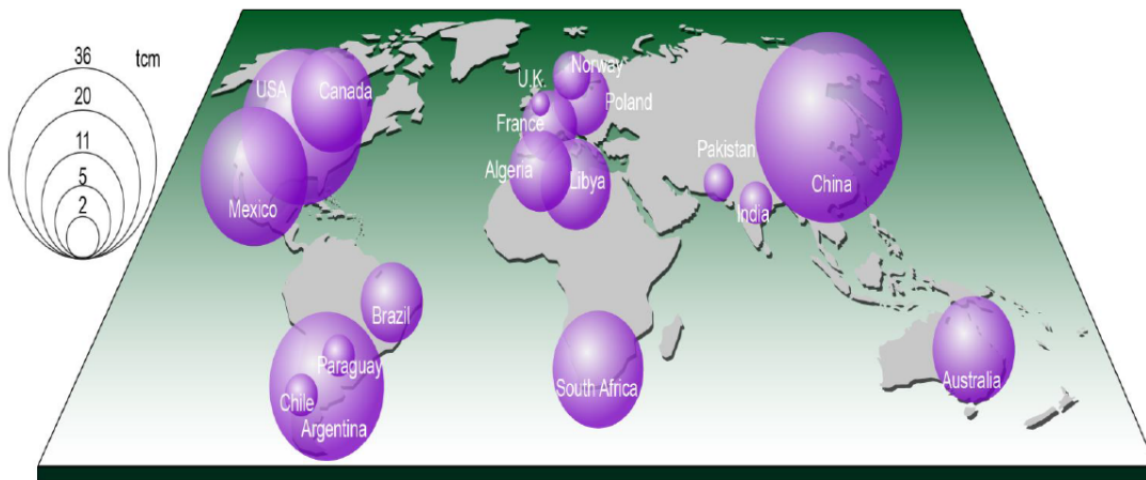 36 tcm
20
11
5
2
USA
Canada
Mexico
U.K.
Norway
France
Poland
Algeria
Libya
Pakistan
India
China
Brazil
Paraguay
Chile
Argentina
South Africa
Australia